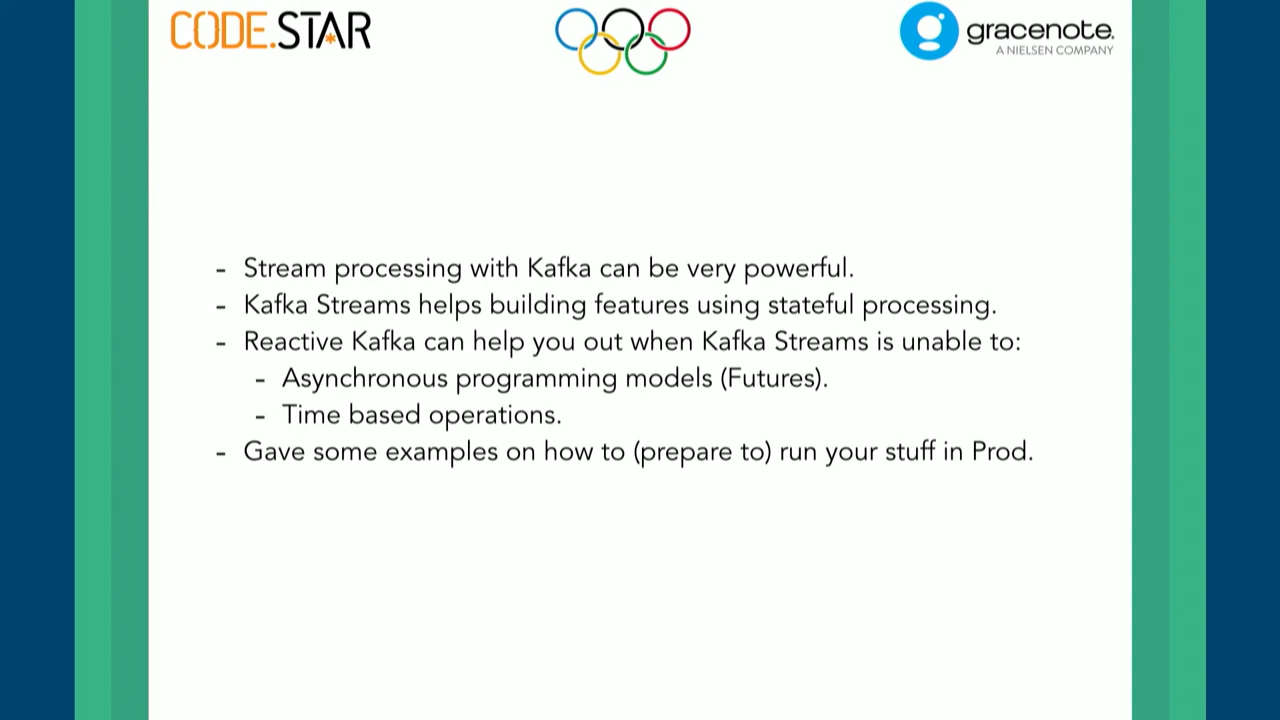 CODE.STAR
gracenote.
A NIELSEN COMPANY
- Stream processing with Kafka can be very powerful.
- Kafka Streams helps building features using stateful processing.
- Reactive Kafka can help you out when Kafka Streams is unable to:
- Asynchronous programming models (Futures).
- Time based operations.
- Gave some examples on how to (prepare to) run your stuff in Prod.